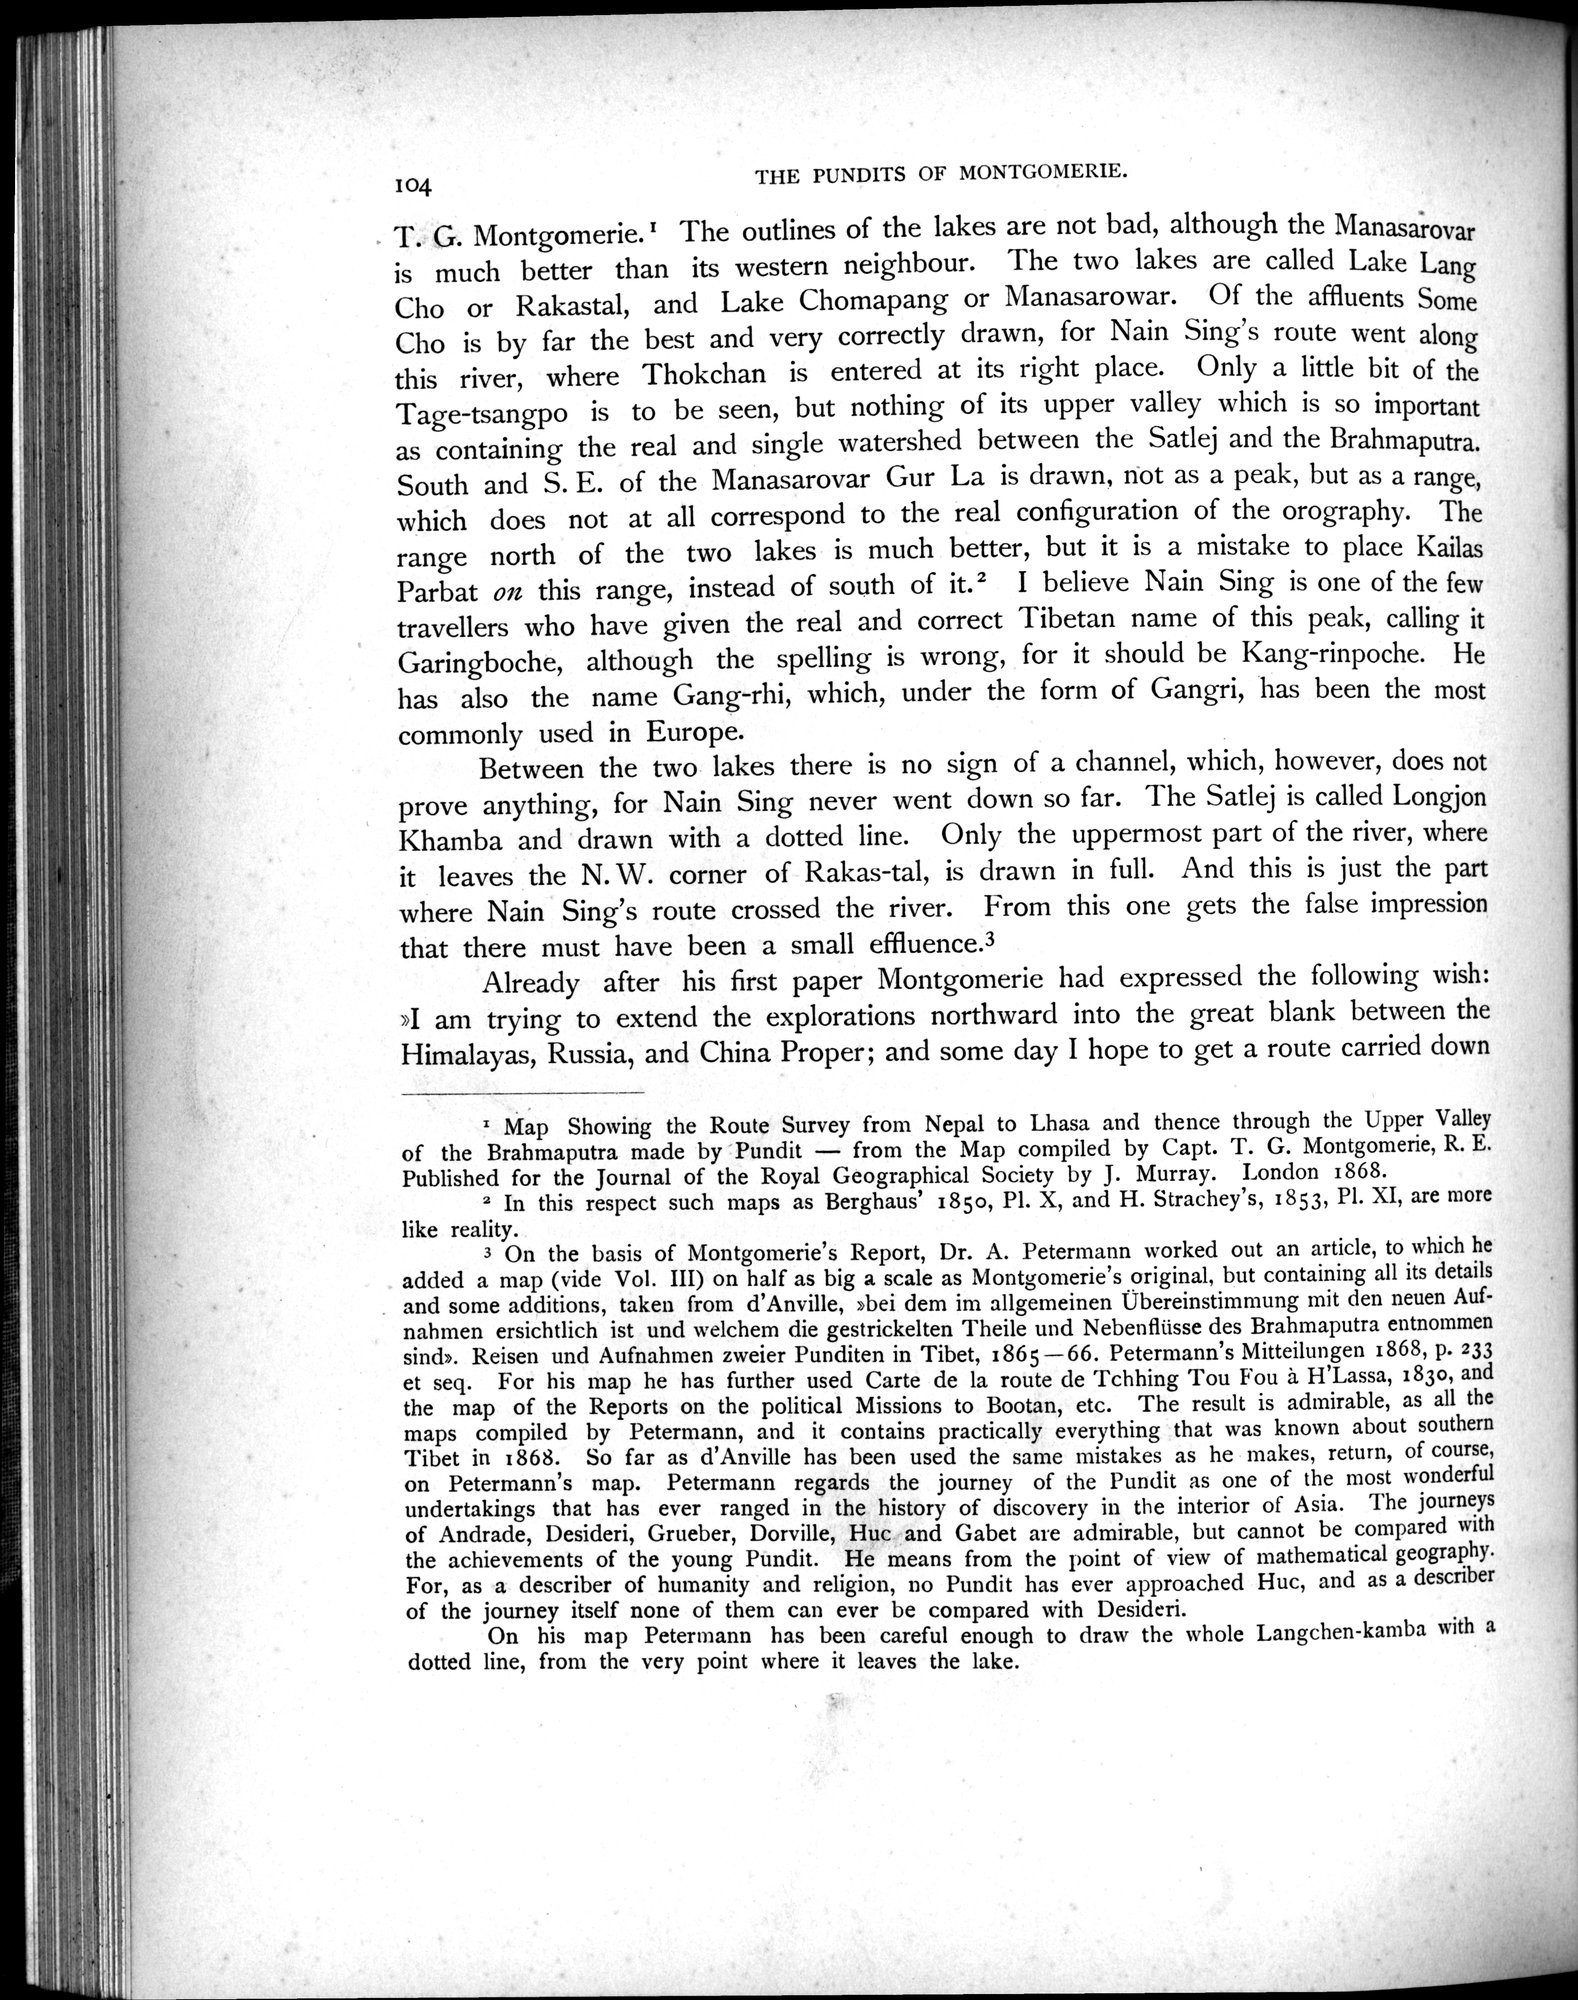 104
THE PUNDITS OF MONTGOMERIE.
T. G. Montgomerie.¹ The outlines of the lakes are not bad, although the Manasarovar
is much better than its western neighbour. The two lakes are called Lake Lang
Cho or Rakastal, and Lake Chomapang or Manasarowar. Of the affluents Some
Cho is by far the best and very correctly drawn, for Nain Sing's route went along
this river, where Thokchan is entered at its right place. Only a little bit of the
Tage-tsangpo is to be seen, but nothing of its upper valley which is so important
as containing the real and single watershed between the Satlej and the Brahmaputra.
South and S. E. of the Manasarovar Gur La is drawn, not as a peak, but as a range,
which does not at all correspond to the real configuration of the orography. The
range north of the two lakes is much better, but it is a mistake to place Kailas
Parbat on this range, instead of south of it.² I believe Nain Sing is one of the few
travellers who have given the real and correct Tibetan name of this peak, calling it
Garingboche, although the spelling is wrong, for it should be Kang-rinpoche. He
has also the name Gang-rhi, which, under the form of Gangri, has been the most
commonly used in Europe.
Between the two lakes there is no sign of a channel, which, however, does not
prove anything, for Nain Sing never went down so far. The Satlej is called Longjon
Khamba and drawn with a dotted line. Only the uppermost part of the river, where
it leaves the N. W. corner of Rakas-tal, is drawn in full. And this is just the part
where Nain Sing's route crossed the river. From this one gets the false impression
that there must have been a small effluence.³
Already after his first paper Montgomerie had expressed the following wish:
»I am trying to extend the explorations northward into the great blank between the
Himalayas, Russia, and China Proper; and some day I hope to get a route carried down
¹ Map Showing the Route Survey from Nepal to Lhasa and thence through the Upper Valley
of the Brahmaputra made by Pundit — from the Map compiled by Capt. T. G. Montgomerie, R. E.
Published for the Journal of the Royal Geographical Society by J. Murray. London 1868.
² In this respect such maps as Berghaus' 1850, Pl. X, and H. Strachey's, 1853, Pl. XI, are more
like reality.
³ On the basis of Montgomerie's Report, Dr. A. Petermann worked out an article, to which he
added a map (vide Vol. III) on half as big a scale as Montgomerie's original, but containing all its details
and some additions, taken from d'Anville, »bei dem im allgemeinen Übereinstimmung mit den neuen Auf-
nahmen ersichtlich ist und welchem die gestrickelten Theile und Nebenflüsse des Brahmaputra entnommen
sind». Reisen und Aufnahmen zweier Punditen in Tibet, 1865—66. Petermann's Mitteilungen 1868, p. 233
et seq. For his map he has further used Carte de la route de Tchhing Tou Fou à H'Lassa, 1830, and
the map of the Reports on the political Missions to Bootan, etc. The result is admirable, as all the
maps compiled by Petermann, and it contains practically everything that was known about southern
Tibet in 1868. So far as d'Anville has been used the same mistakes as he makes, return, of course,
on Petermann's map. Petermann regards the journey of the Pundit as one of the most wonderful
undertakings that has ever ranged in the history of discovery in the interior of Asia. The journeys
of Andrade, Desideri, Grueber, Dorville, Huc and Gabet are admirable, but cannot be compared with
the achievements of the young Pundit. He means from the point of view of mathematical geography.
For, as a describer of humanity and religion, no Pundit has ever approached Huc, and as a describer
of the journey itself none of them can ever be compared with Desideri.
On his map Petermann has been careful enough to draw the whole Langchen-kamba with a
dotted line, from the very point where it leaves the lake.